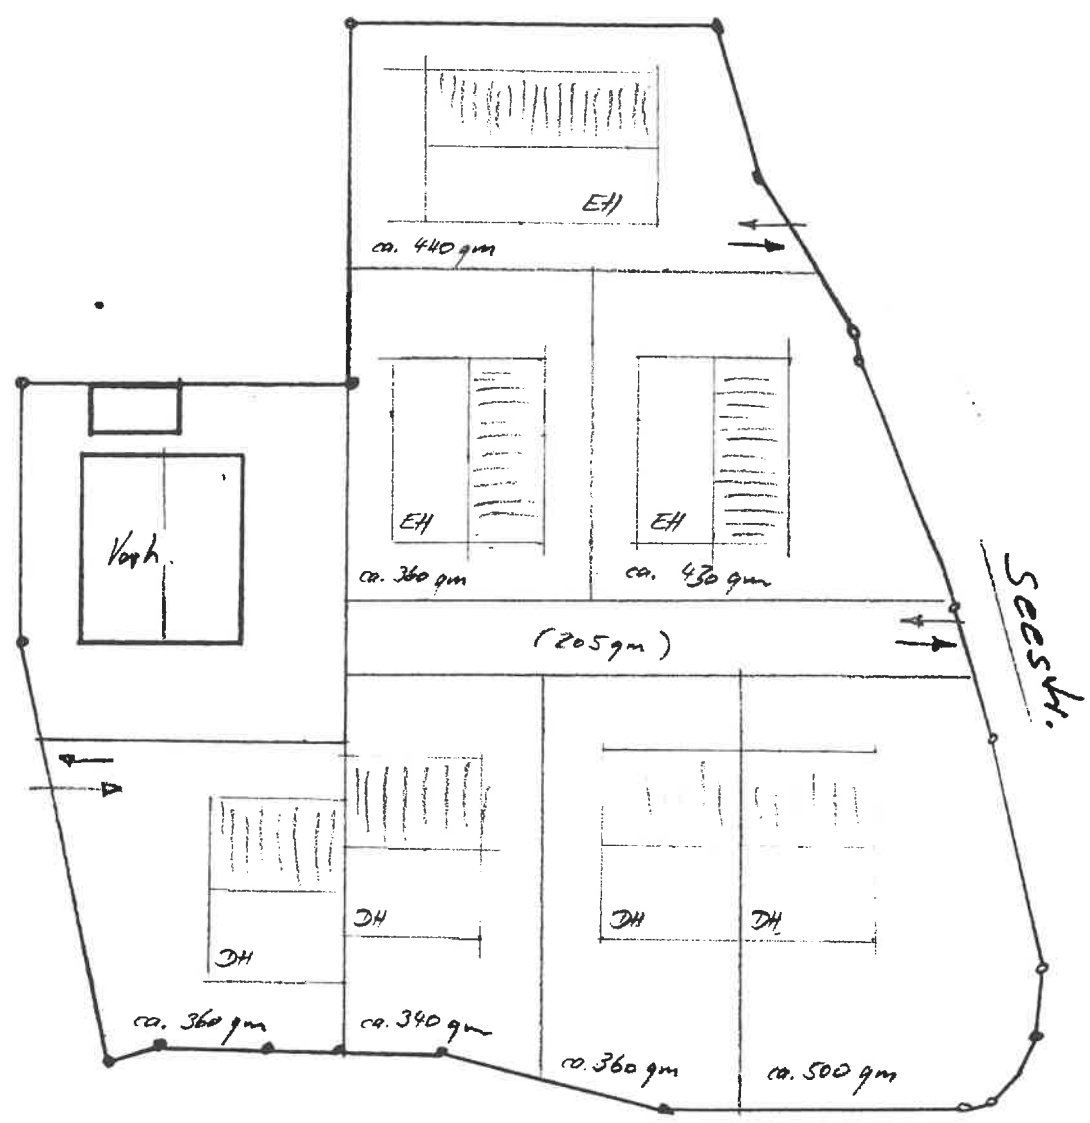 EH
ca. 440 qm
EH
ca. 360 qm
EH
ca. 430 qm
(205 qm)
Seestr.
Vorh.
DH
ca. 360 qm
DH
ca. 340 qm
DH
ca. 360 qm
DH
ca. 500 qm